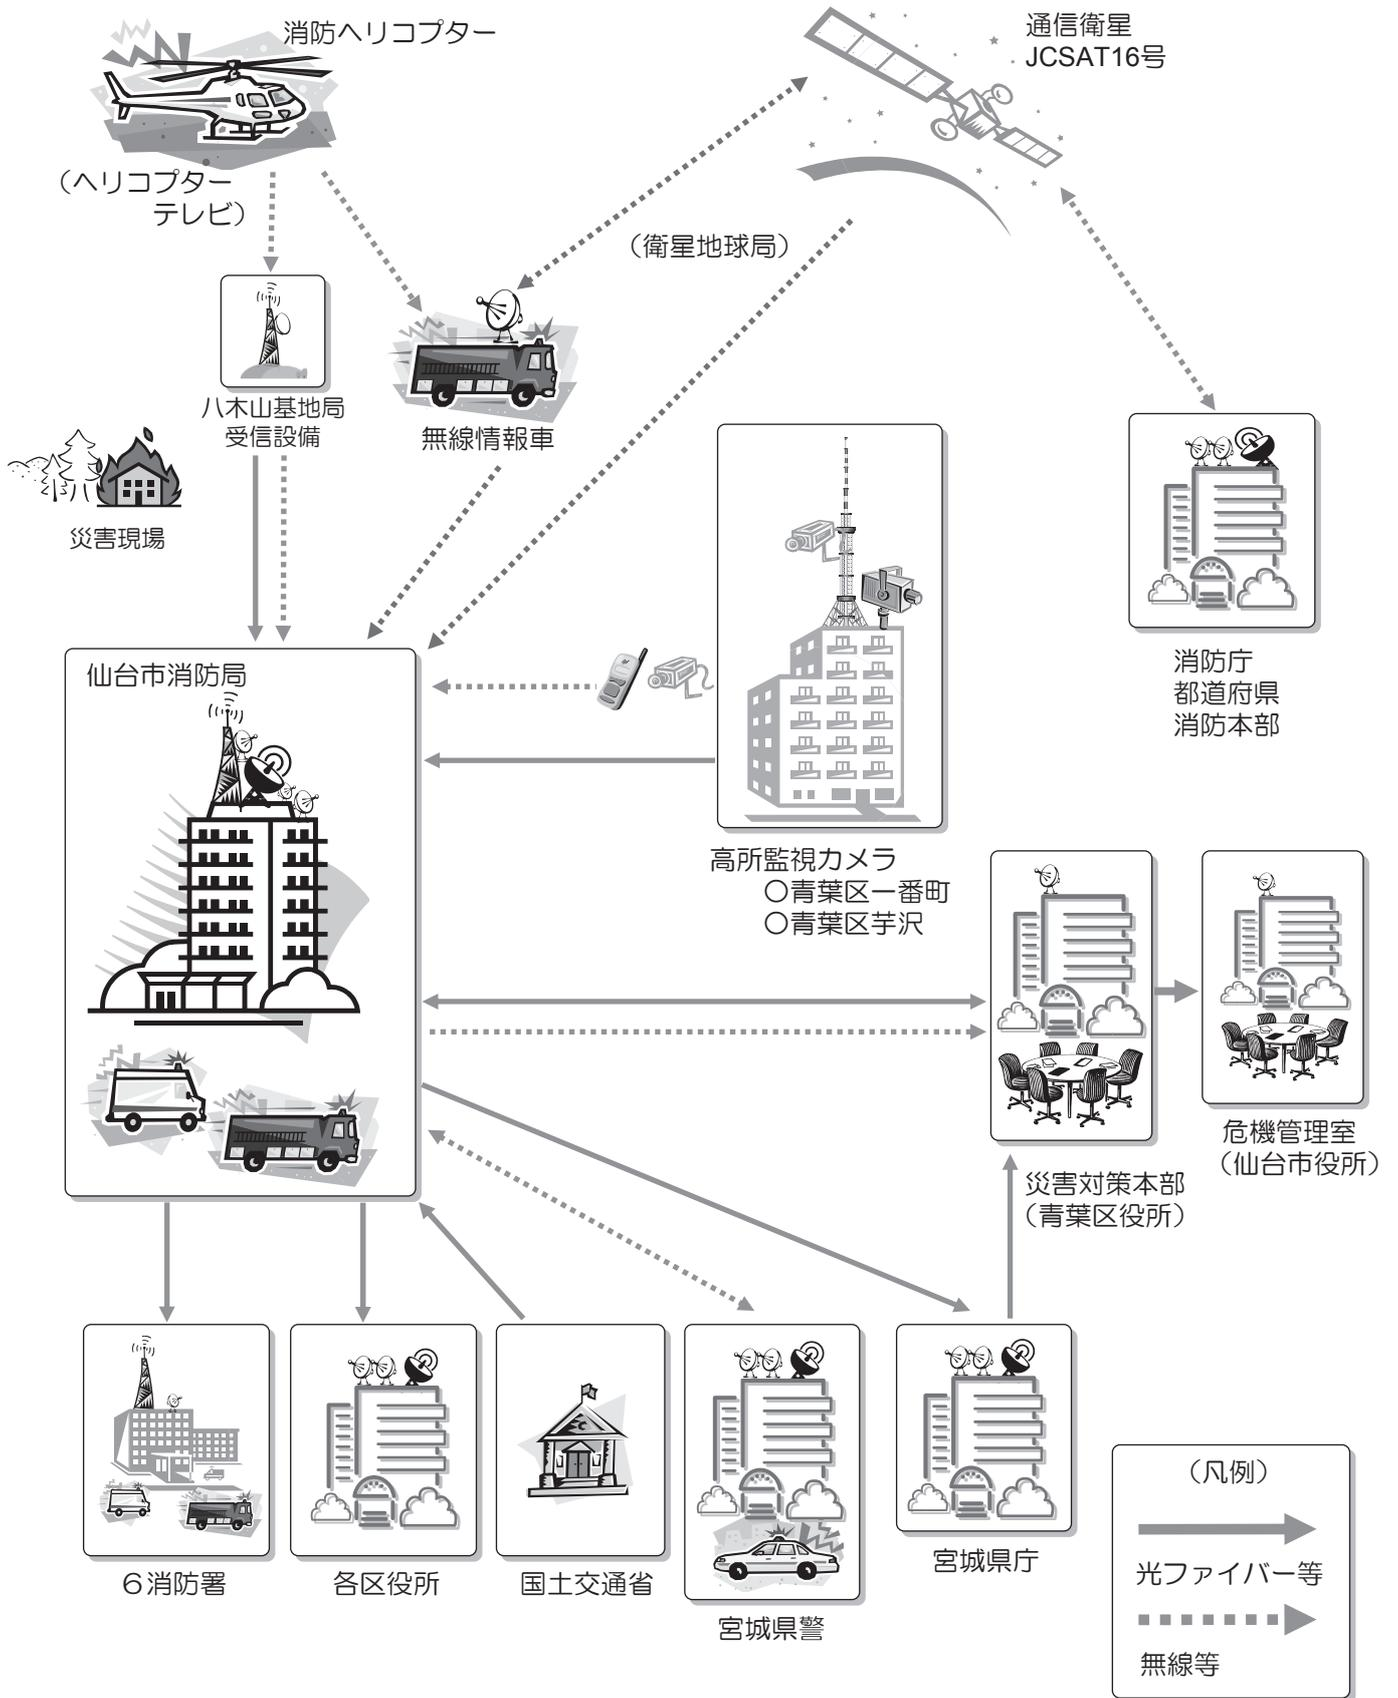 消防ヘリコプター
通信衛星
JCSAT16号
（ヘリコプター
テレビ）
（衛星地球局）
八木山基地局
受信設備
無線情報車
災害現場
仙台市消防局
消防庁
都道府県
消防本部
高所監視カメラ
○青葉区一番町
○青葉区芋沢
危機管理室
（仙台市役所）
災害対策本部
（青葉区役所）
６消防署
各区役所
国土交通省
宮城県警
宮城県庁
（凡例）
光ファイバー等
無線等